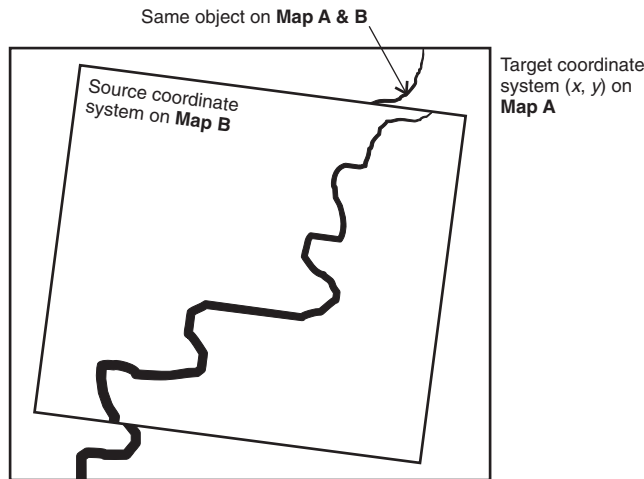 Same object on Map A & B
Target coordinate
system (x, y) on
Map A
Source coordinate
system on Map B